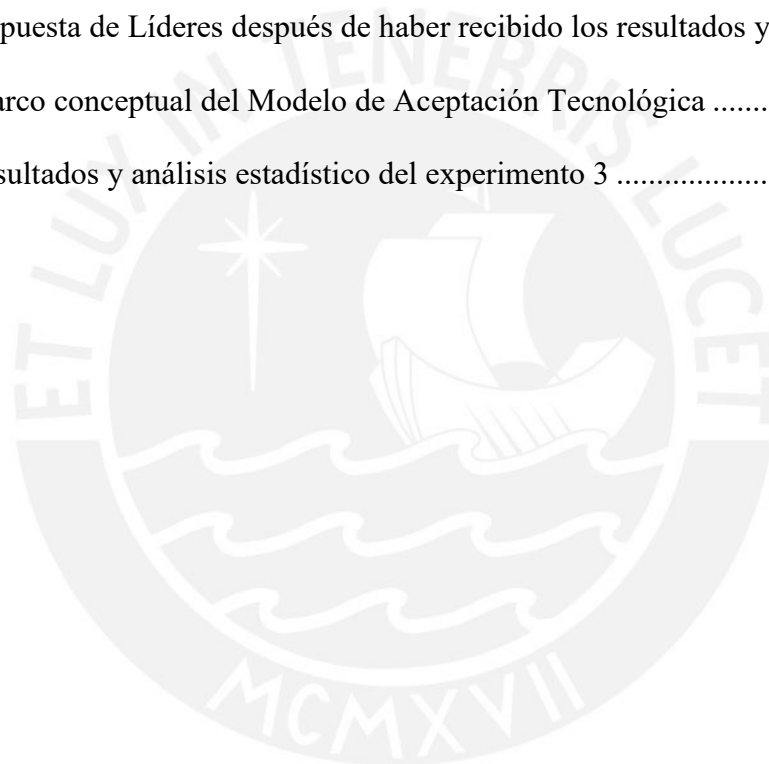 puesta de Líderes después de haber recibido los resultados y
arco conceptual del Modelo de Aceptación Tecnológica .......
sultados y análisis estadístico del experimento 3 ...................
ET LUX IN TENEBRIS LUCET
MCMXVII